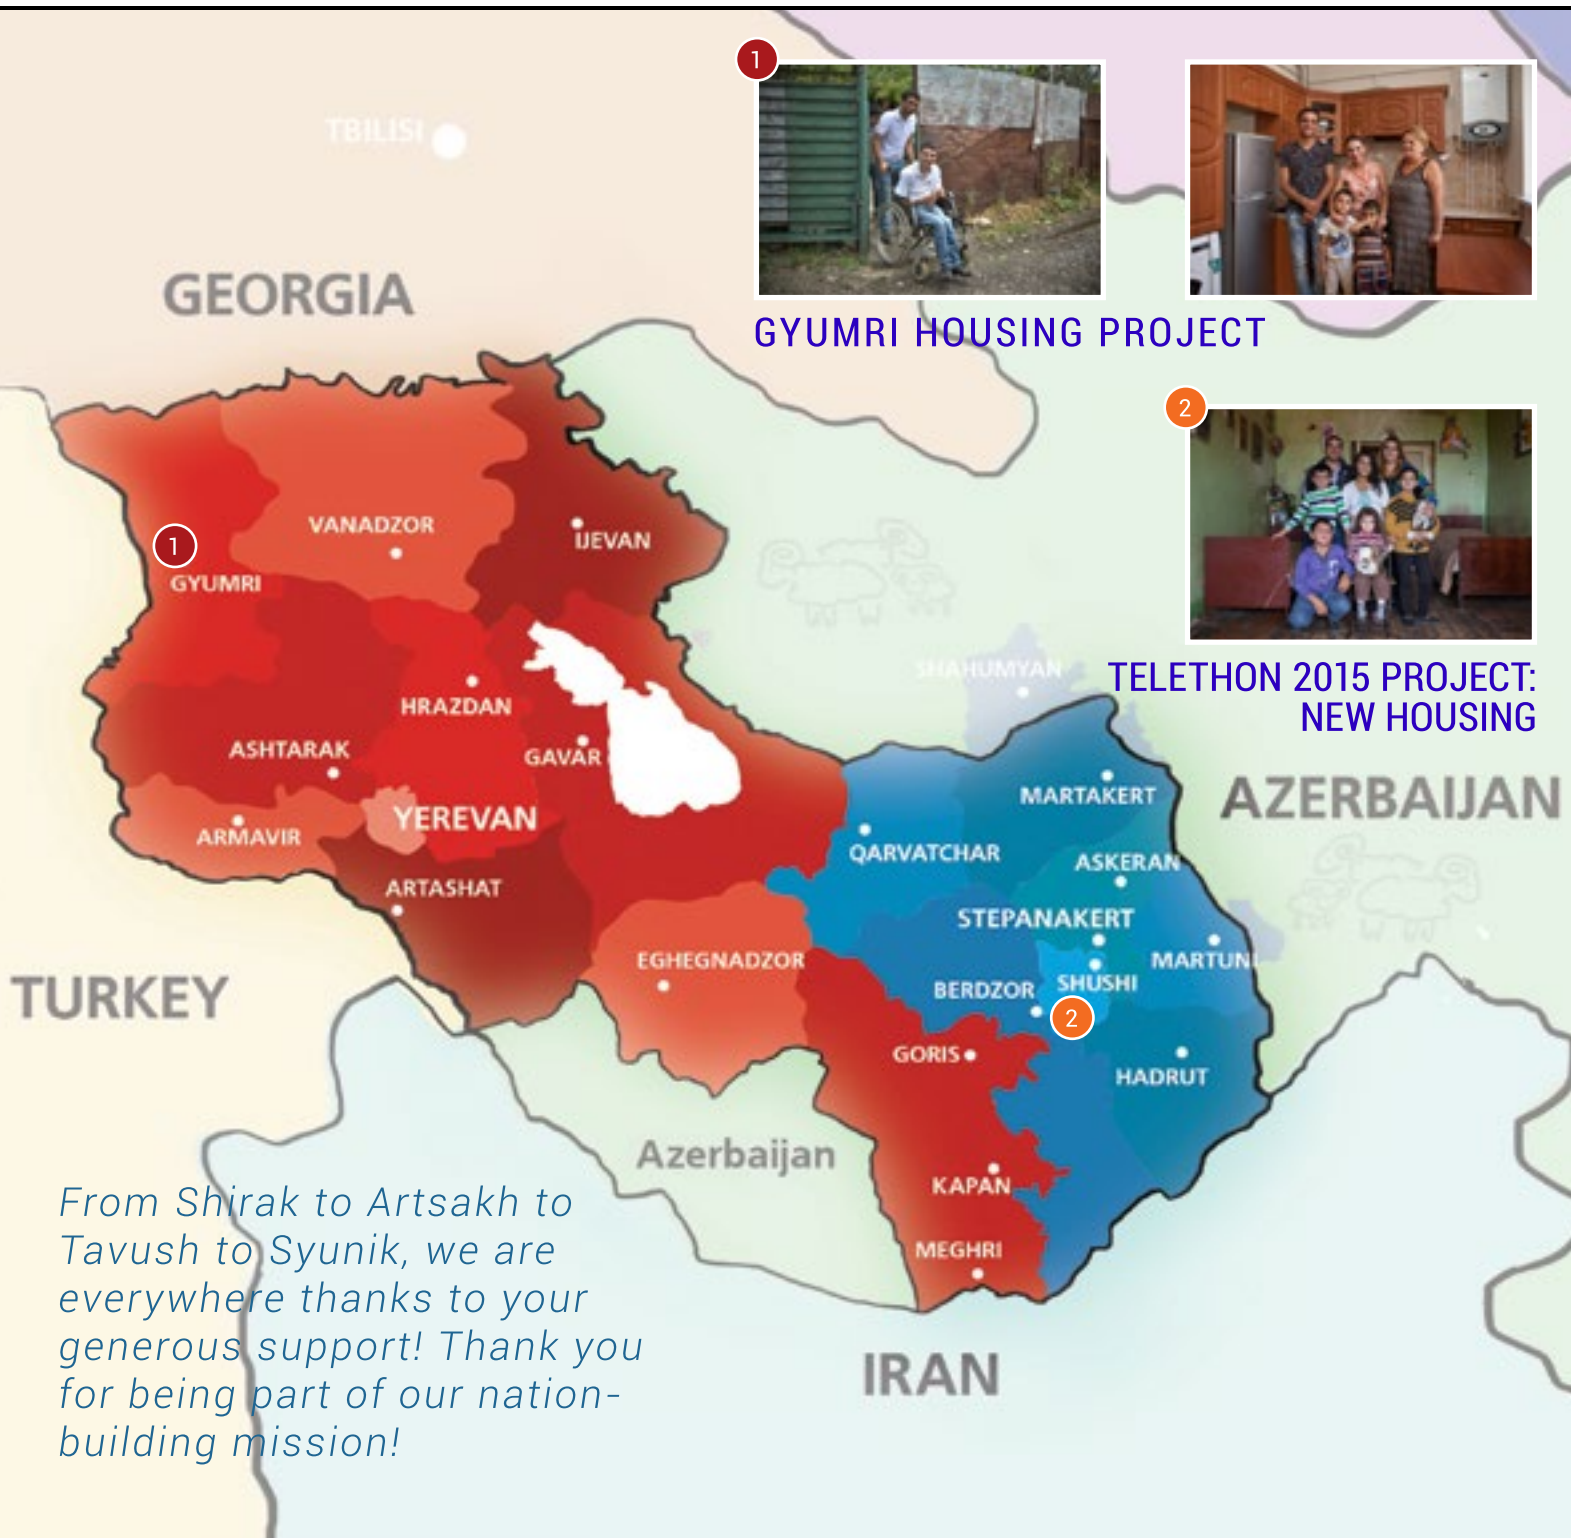 1
TBILISI
GEORGIA
GYUMRI HOUSING PROJECT
2
TELETHON 2015 PROJECT:
NEW HOUSING
VANADZOR
IJEVAN
1
GYUMRI
SHAHUMYAN
HRAZDAN
ASHTARAK
GAVAR
MARTAKERT
AZERBAIJAN
YEREVAN
ARMAVIR
QARVATCHAR
ASKERAN
ARTASHAT
STEPANAKERT
EGHEGNADZOR
MARTUNI
SHUSHI
BERDZOR
TURKEY
2
GORIS
HADRUT
Azerbaijan
KAPAN
MEGHRI
IRAN
From Shirak to Artsakh to
Tavush to Syunik, we are
everywhere thanks to your
generous support! Thank you
for being part of our nation-
building mission!